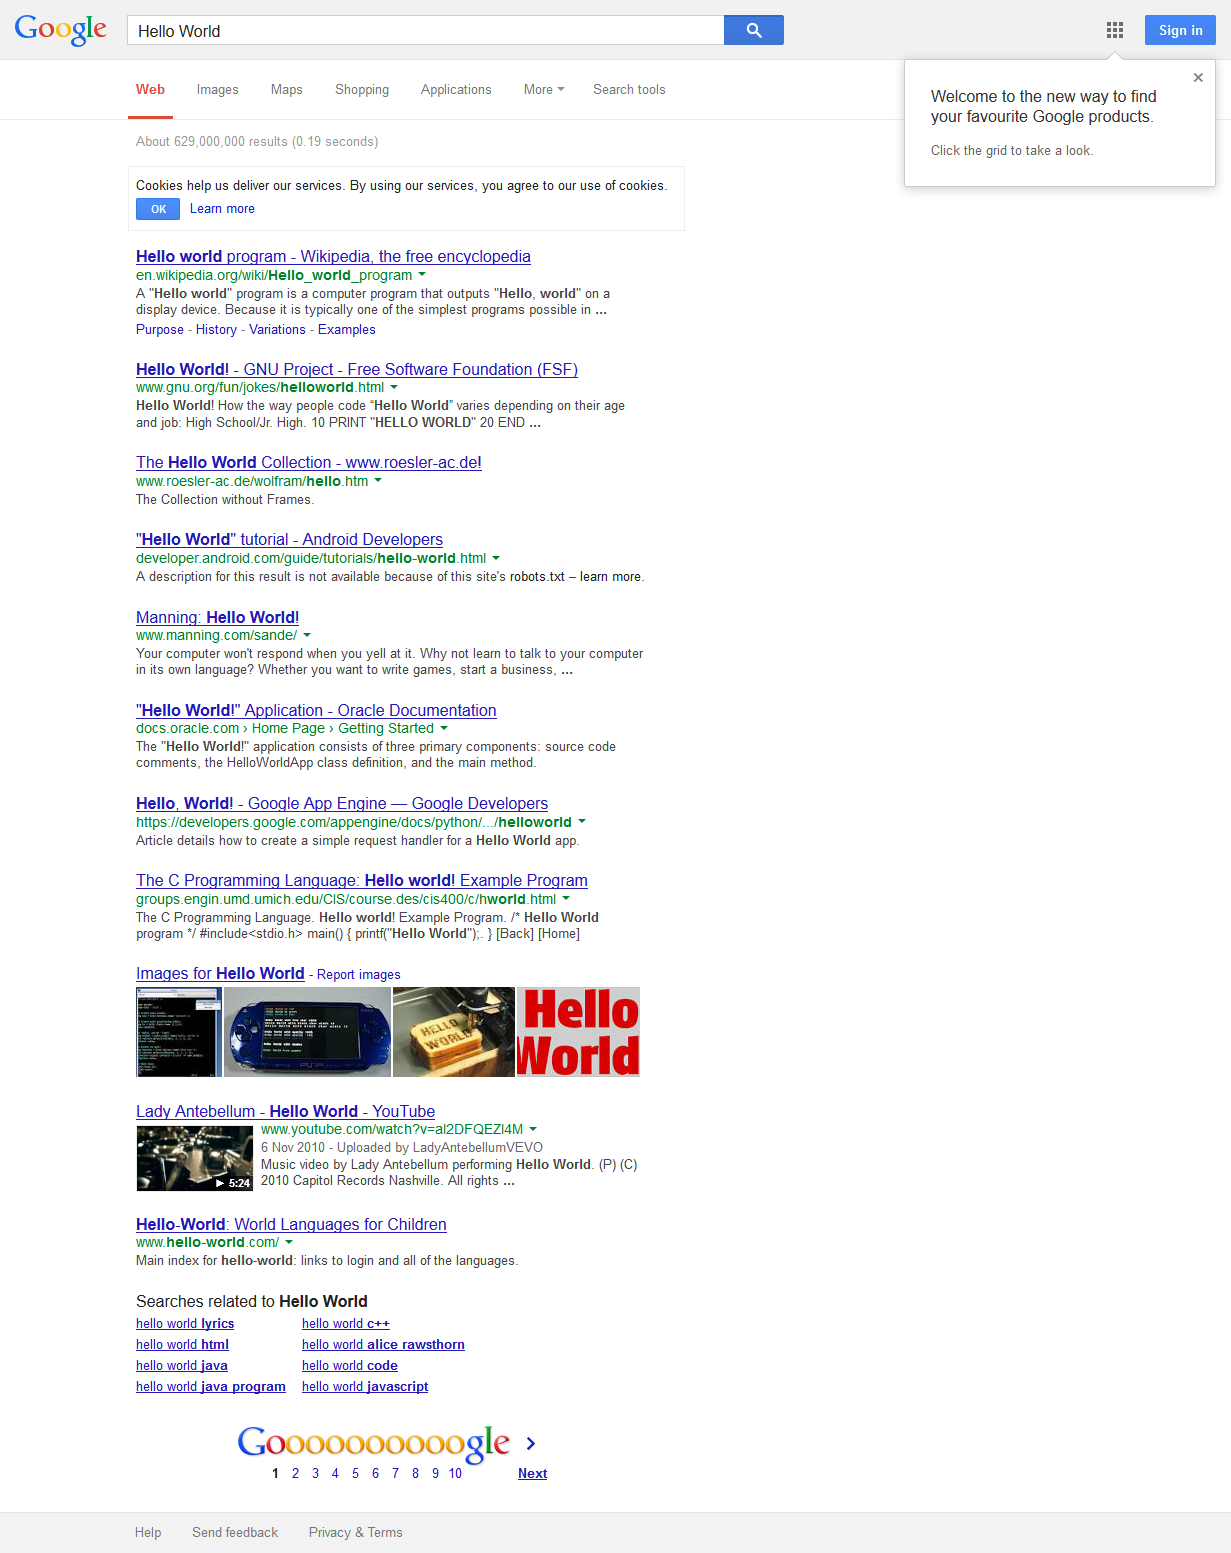 Google
Hello World
Sign in
Web Images Maps Shopping Applications More Search tools
Welcome to the new way to find
your favourite Google products.
Click the grid to take a look.
About 629,000,000 results (0.19 seconds)
Cookies help us deliver our services. By using our services, you agree to our use of cookies.
OK Learn more
Hello world program - Wikipedia, the free encyclopedia
en.wikipedia.org/wiki/Hello_world_program
A "Hello world" program is a computer program that outputs "Hello, world" on a
display device. Because it is typically one of the simplest programs possible in ...
Purpose - History - Variations - Examples
Hello World! - GNU Project - Free Software Foundation (FSF)
www.gnu.org/fun/jokes/helloworld.html
Hello World! How the way people code “Hello World” varies depending on their age
and job: High School/Jr. High. 10 PRINT "HELLO WORLD" 20 END ...
The Hello World Collection - www.roesler-ac.de!
www.roesler-ac.de/wolfram/hello.htm
The Collection without Frames.
"Hello World" tutorial - Android Developers
developer.android.com/guide/tutorials/hello-world.html
A description for this result is not available because of this site's robots.txt – learn more.
Manning: Hello World!
www.manning.com/sande/
Your computer won't respond when you yell at it. Why not learn to talk to your computer
in its own language? Whether you want to write games, start a business, ...
"Hello World!" Application - Oracle Documentation
docs.oracle.com › Home Page › Getting Started
The "Hello World!" application consists of three primary components: source code
comments, the HelloWorldApp class definition, and the main method.
Hello, World! - Google App Engine — Google Developers
https://developers.google.com/appengine/docs/python/.../helloworld
Article details how to create a simple request handler for a Hello World app.
The C Programming Language: Hello world! Example Program
groups.engin.umd.umich.edu/CIS/course.des/cis400/c/hworld.html
The C Programming Language. Hello world! Example Program. /* Hello World
program */ #include<stdio.h> main() { printf("Hello World");. } [Back] [Home]
Images for Hello World - Report images
HELLO
WORLD
Hello
World
Lady Antebellum - Hello World - YouTube
www.youtube.com/watch?v=al2DFQEZl4M
6 Nov 2010 - Uploaded by LadyAntebellumVEVO
Music video by Lady Antebellum performing Hello World. (P) (C)
2010 Capitol Records Nashville. All rights ...
5:24
Hello-World: World Languages for Children
www.hello-world.com/
Main index for hello-world: links to login and all of the languages.
Searches related to Hello World
hello world lyrics hello world c++
hello world html hello world alice rawsthorn
hello world java hello world code
hello world java program hello world javascript
Goooooooooogle
1 2 3 4 5 6 7 8 9 10 Next
Help Send feedback Privacy & Terms